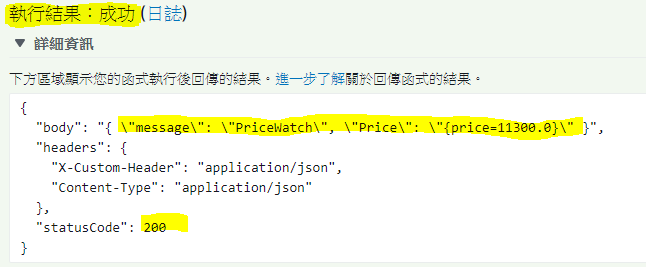 執行結果：成功 (日誌)
▼ 詳細資訊
下方區域顯示您的函式執行後回傳的結果。進一步了解關於回傳函式的結果。
{
  "body": "{ \"message\": \"PriceWatch\", \"Price\": \"{price=11300.0}\" }",
  "headers": {
    "X-Custom-Header": "application/json",
    "Content-Type": "application/json"
  },
  "statusCode": 200
}